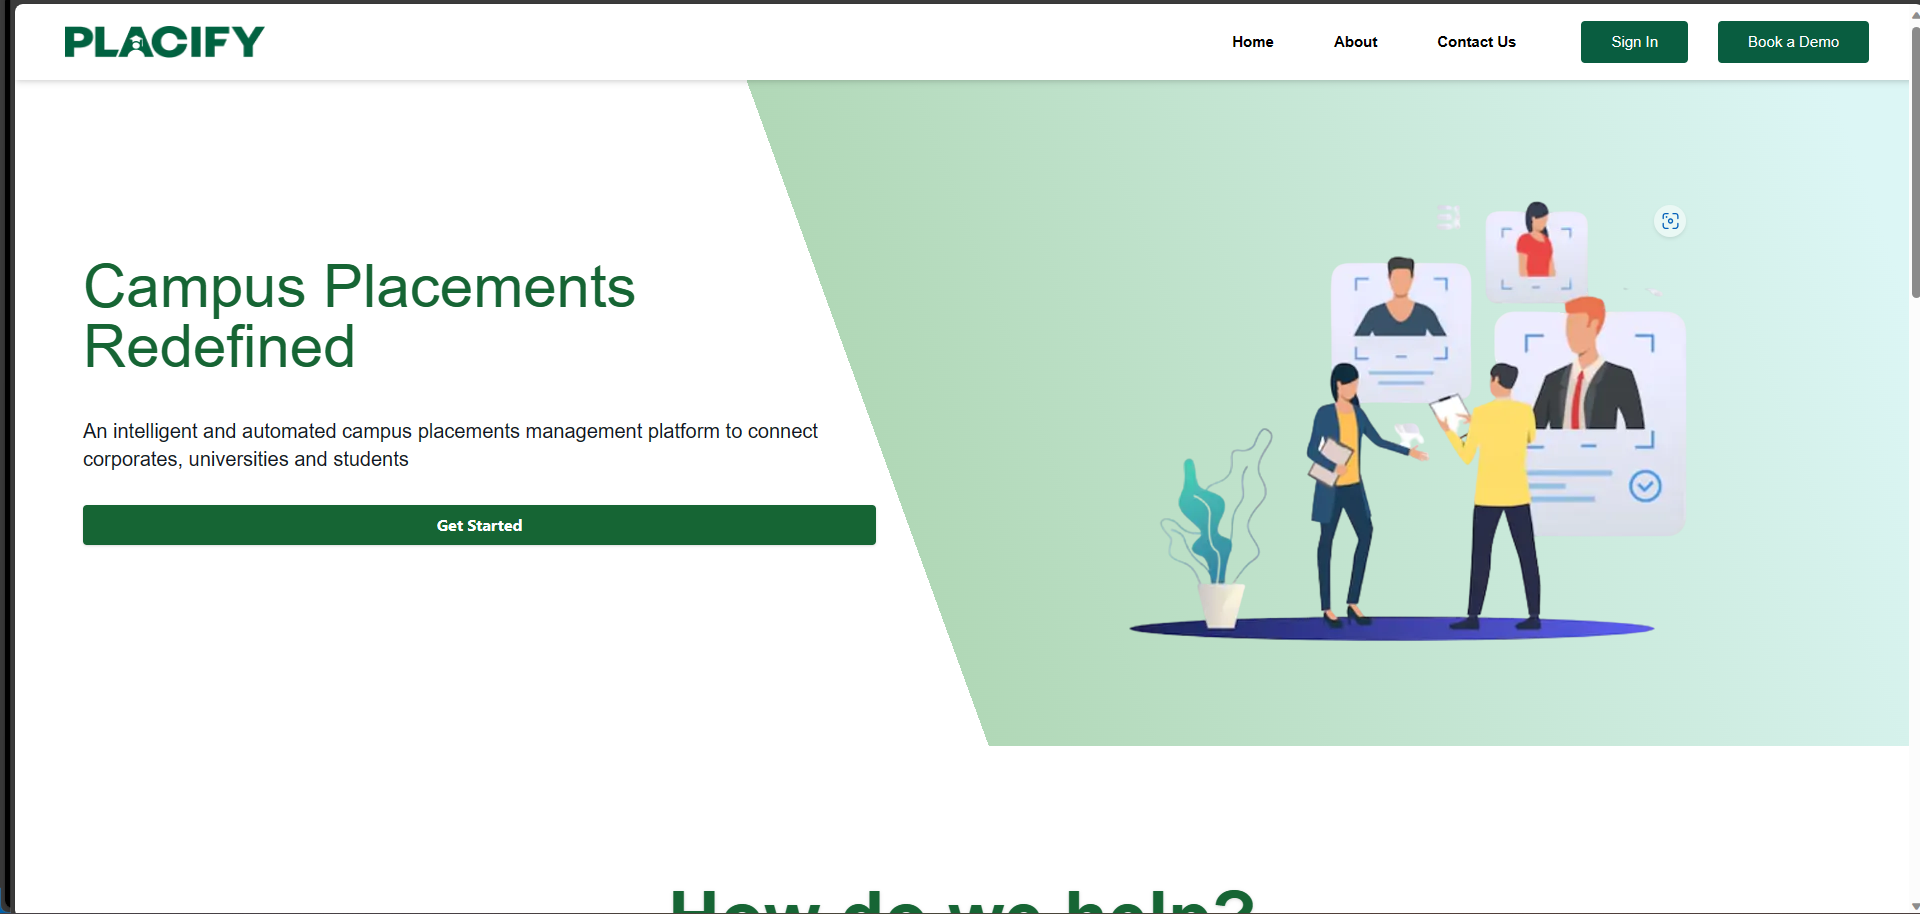 PLACIFY
Home About Contact Us Sign In Book a Demo
Campus Placements
Redefined
An intelligent and automated campus placements management platform to connect
corporates, universities and students
Get Started
How do we help?